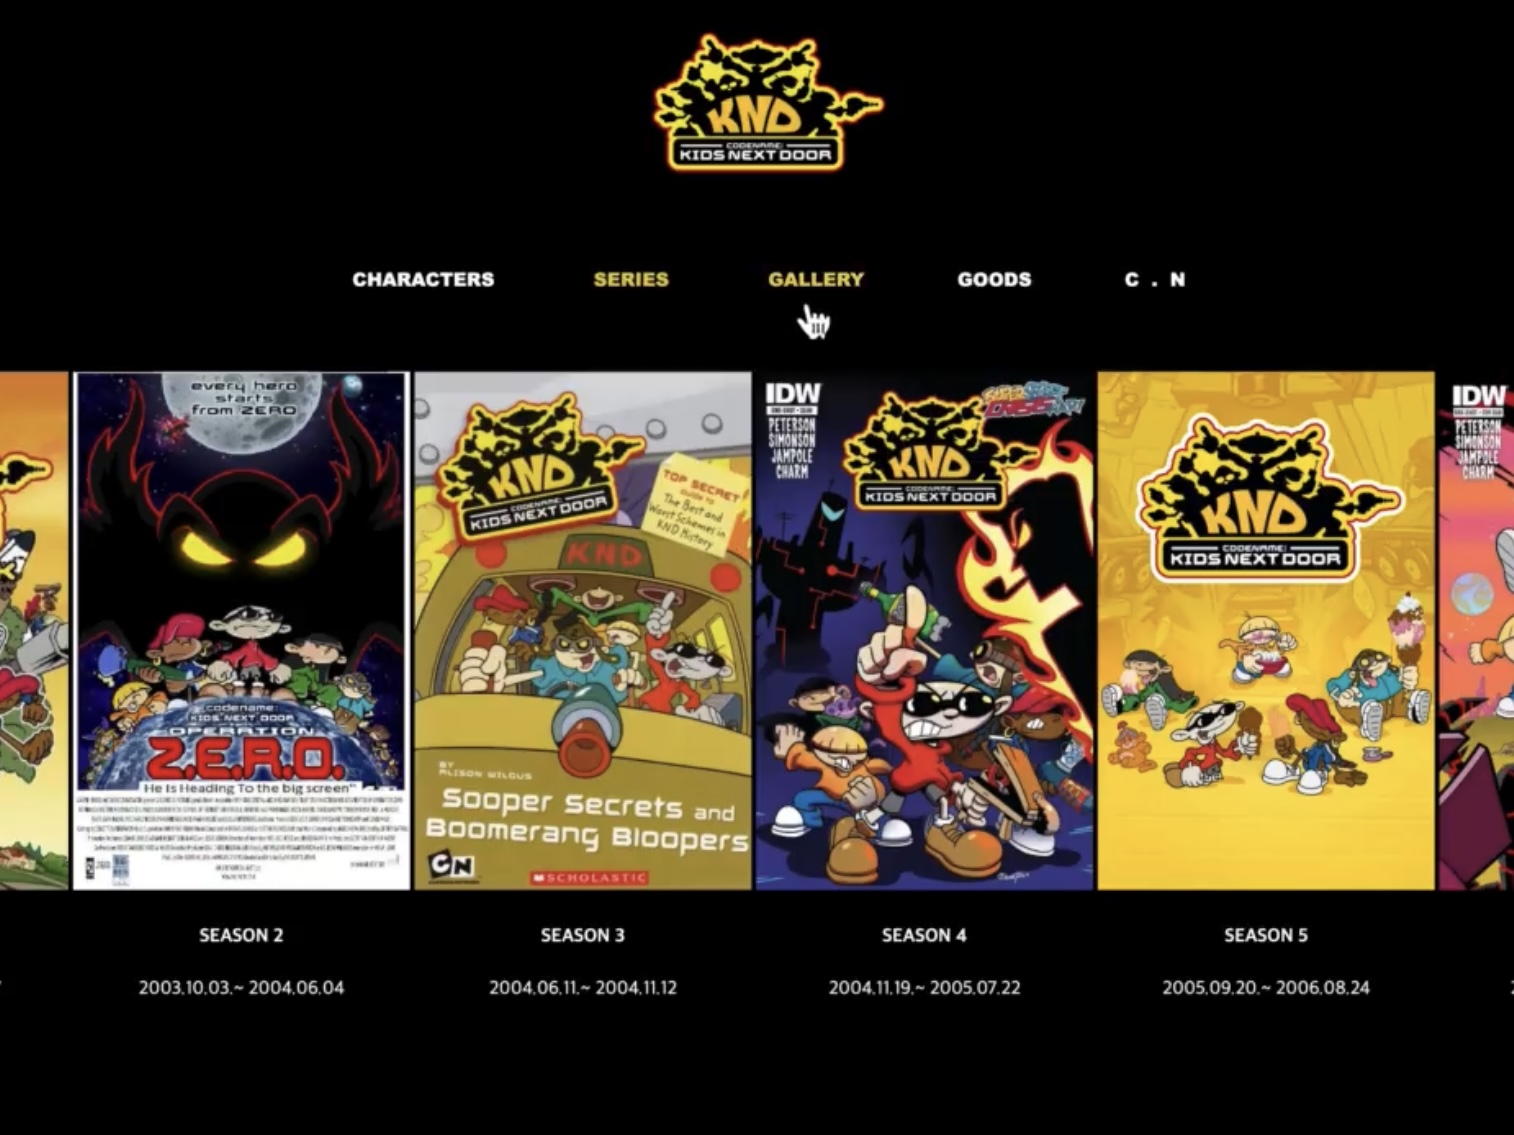 KND
CODENAME:
KIDS NEXT DOOR
CHARACTERS
SERIES
GALLERY
GOODS
C . N
every hero
starts
from ZERO
codename:
KIDS NEXT DOOR
OPERATION
Z.E.R.O.
He Is Heading To the big screen"
SEASON 2
2003.10.03.~ 2004.06.04
KND
CODENAME:
KIDS NEXT DOOR
TOP SECRET
Guide to
The Best and
Worst Schemes in
KND History
KND
BY
ALISON WILGUS
Sooper Secrets and
Boomerang Bloopers
CN
SCHOLASTIC
SEASON 3
2004.06.11.~ 2004.11.12
IDW
PETERSON
SIMONSON
JAMPOLE
CHARM
KND
CODENAME:
KIDS NEXT DOOR
SEASON 4
2004.11.19.~ 2005.07.22
KND
CODENAME:
KIDS NEXT DOOR
SEASON 5
2005.09.20.~ 2006.08.24
IDW
PETERSON
SIMONSON
JAMPOLE
CHARM